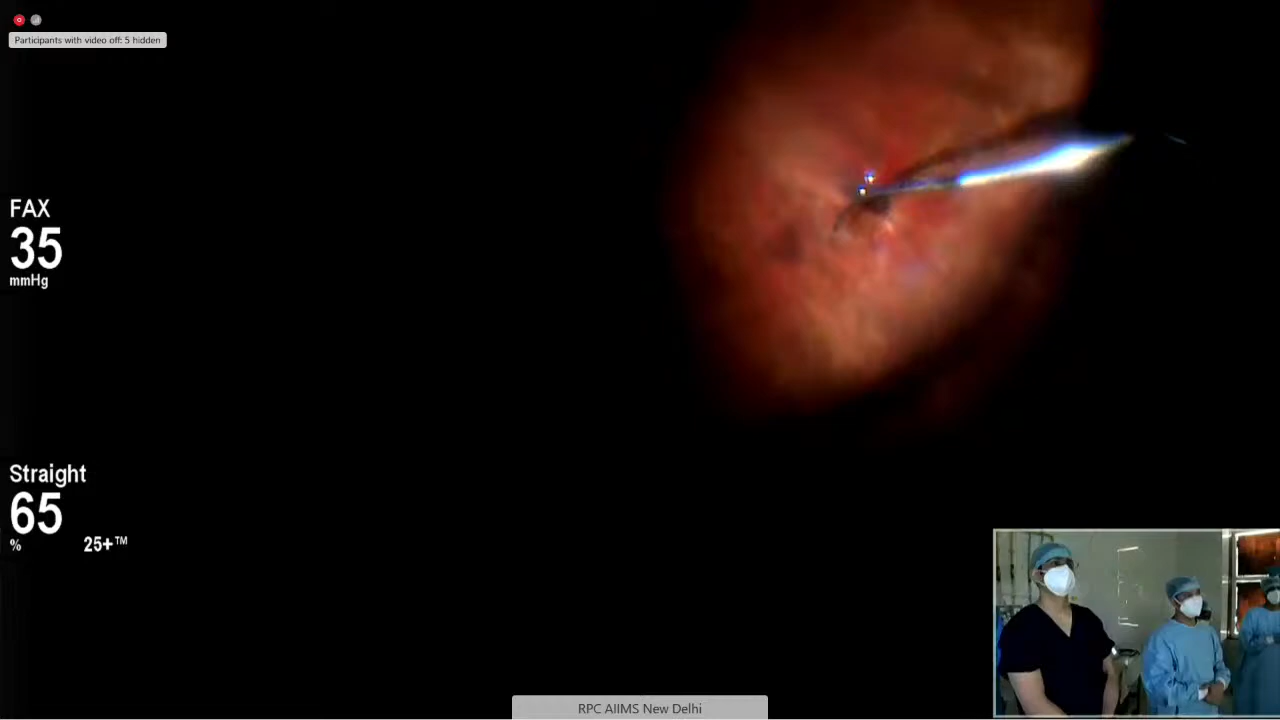 Participants with video off: 5 hidden
FAX
35
mmHg
Straight
65
% 25+™
RPC AIIMS New Delhi